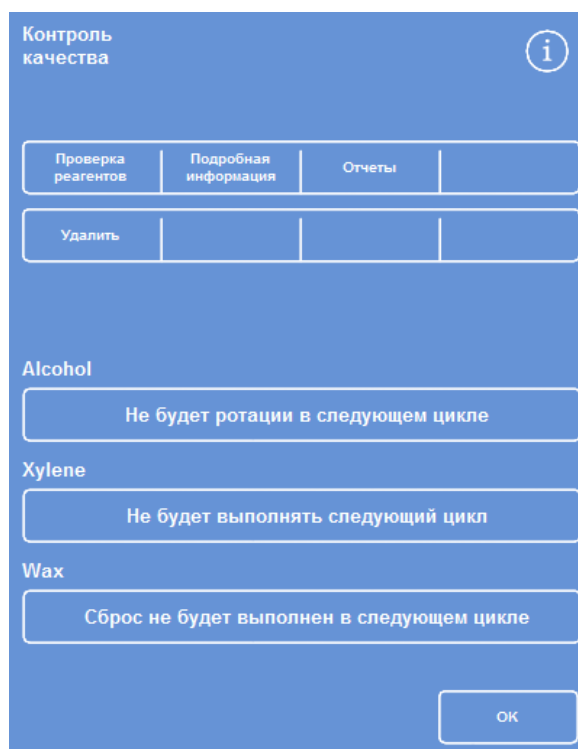 Контроль
качества
i
Проверка
реагентов
Подробная
информация
Отчеты
Удалить
Alcohol
Не будет ротации в следующем цикле
Xylene
Не будет выполнять следующий цикл
Wax
Сброс не будет выполнен в следующем цикле
ОК